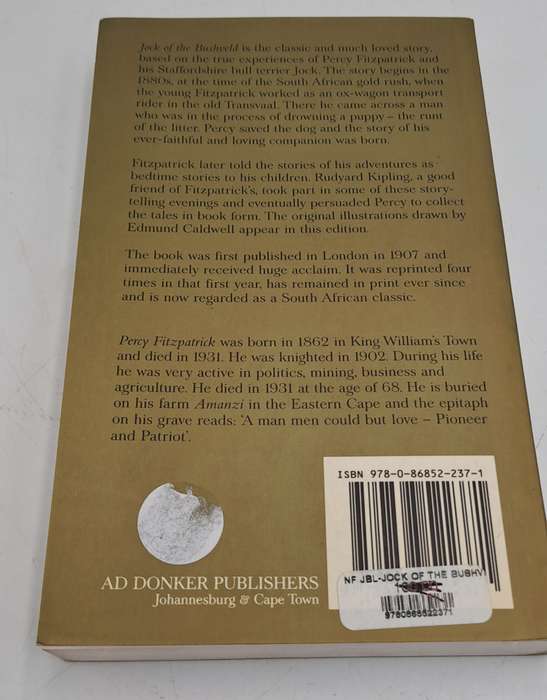 Jock of the Bushveld is the classic and much loved story,
based on the true experiences of Percy Fitzpatrick and
his Staffordshire bull terrier Jock. The story begins in the
1880s, at the time of the South African gold rush, when
the young Fitzpatrick worked as an ox-wagon transport
rider in the old Transvaal. There he came across a man
who was in the process of drowning a puppy – the runt
of the litter. Percy saved the dog and the story of his
ever-faithful and loving companion was born.
Fitzpatrick later told the stories of his adventures as
bedtime stories to his children. Rudyard Kipling, a good
friend of Fitzpatrick's, took part in some of these story-
telling evenings and eventually persuaded Percy to collect
the tales in book form. The original illustrations drawn by
Edmund Caldwell appear in this edition.
The book was first published in London in 1907 and
immediately received huge acclaim. It was reprinted four
times in that first year, has remained in print ever since
and is now regarded as a South African classic.
Percy Fitzpatrick was born in 1862 in King William's Town
and died in 1931. He was knighted in 1902. During his life
he was very active in politics, mining, business and
agriculture. He died in 1931 at the age of 68. He is buried
on his farm Amanzi in the Eastern Cape and the epitaph
on his grave reads: 'A man men could but love – Pioneer
and Patriot'.
ISBN 978-0-86852-237-1
NF JBL-JOCK OF THE BUSHV
9780868522371
AD DONKER PUBLISHERS
Johannesburg & Cape Town